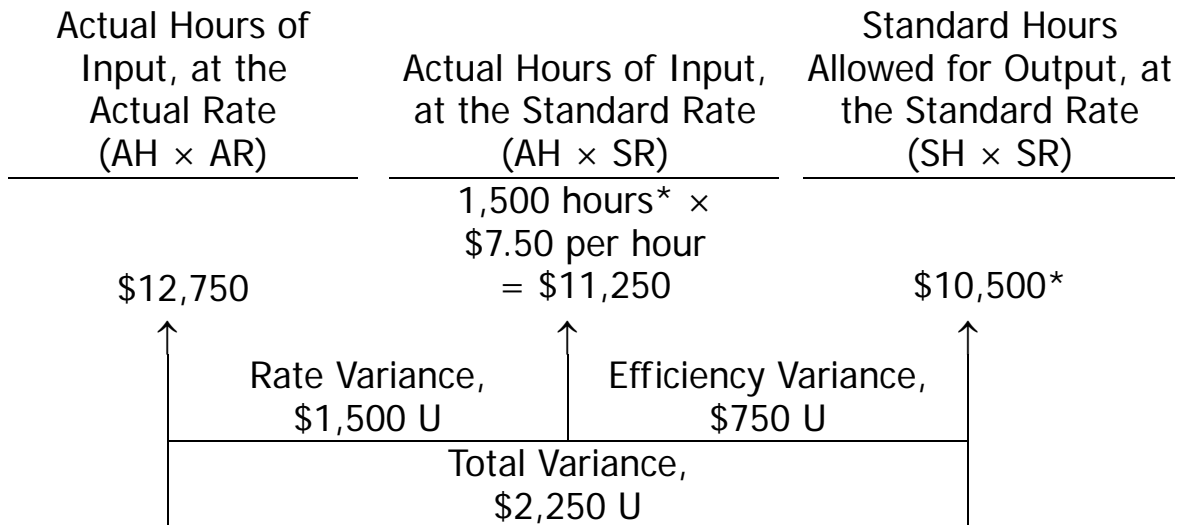 Actual Hours of
Input, at the
Actual Rate
(AH × AR)
Actual Hours of Input,
at the Standard Rate
(AH × SR)
Standard Hours
Allowed for Output, at
the Standard Rate
(SH × SR)
$12,750
1,500 hours* ×
$7.50 per hour
= $11,250
$10,500*
Rate Variance,
$1,500 U
Efficiency Variance,
$750 U
Total Variance,
$2,250 U